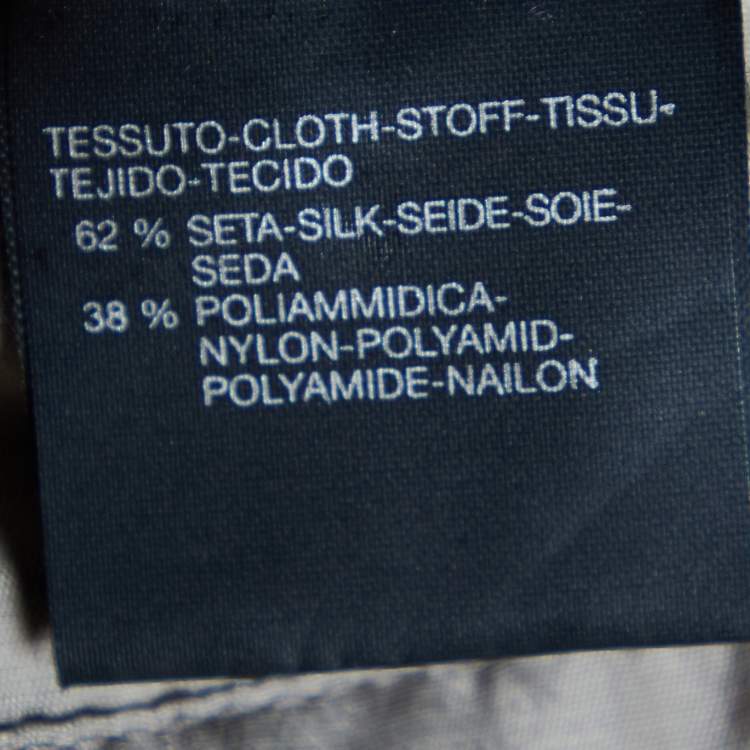 TESSUTO-CLOTH-STOFF-TISSU-
TEJIDO-TECIDO
62 % SETA-SILK-SEIDE-SOIE-
SEDA
38 % POLIAMMIDICA-
NYLON-POLYAMID-
POLYAMIDE-NAILON